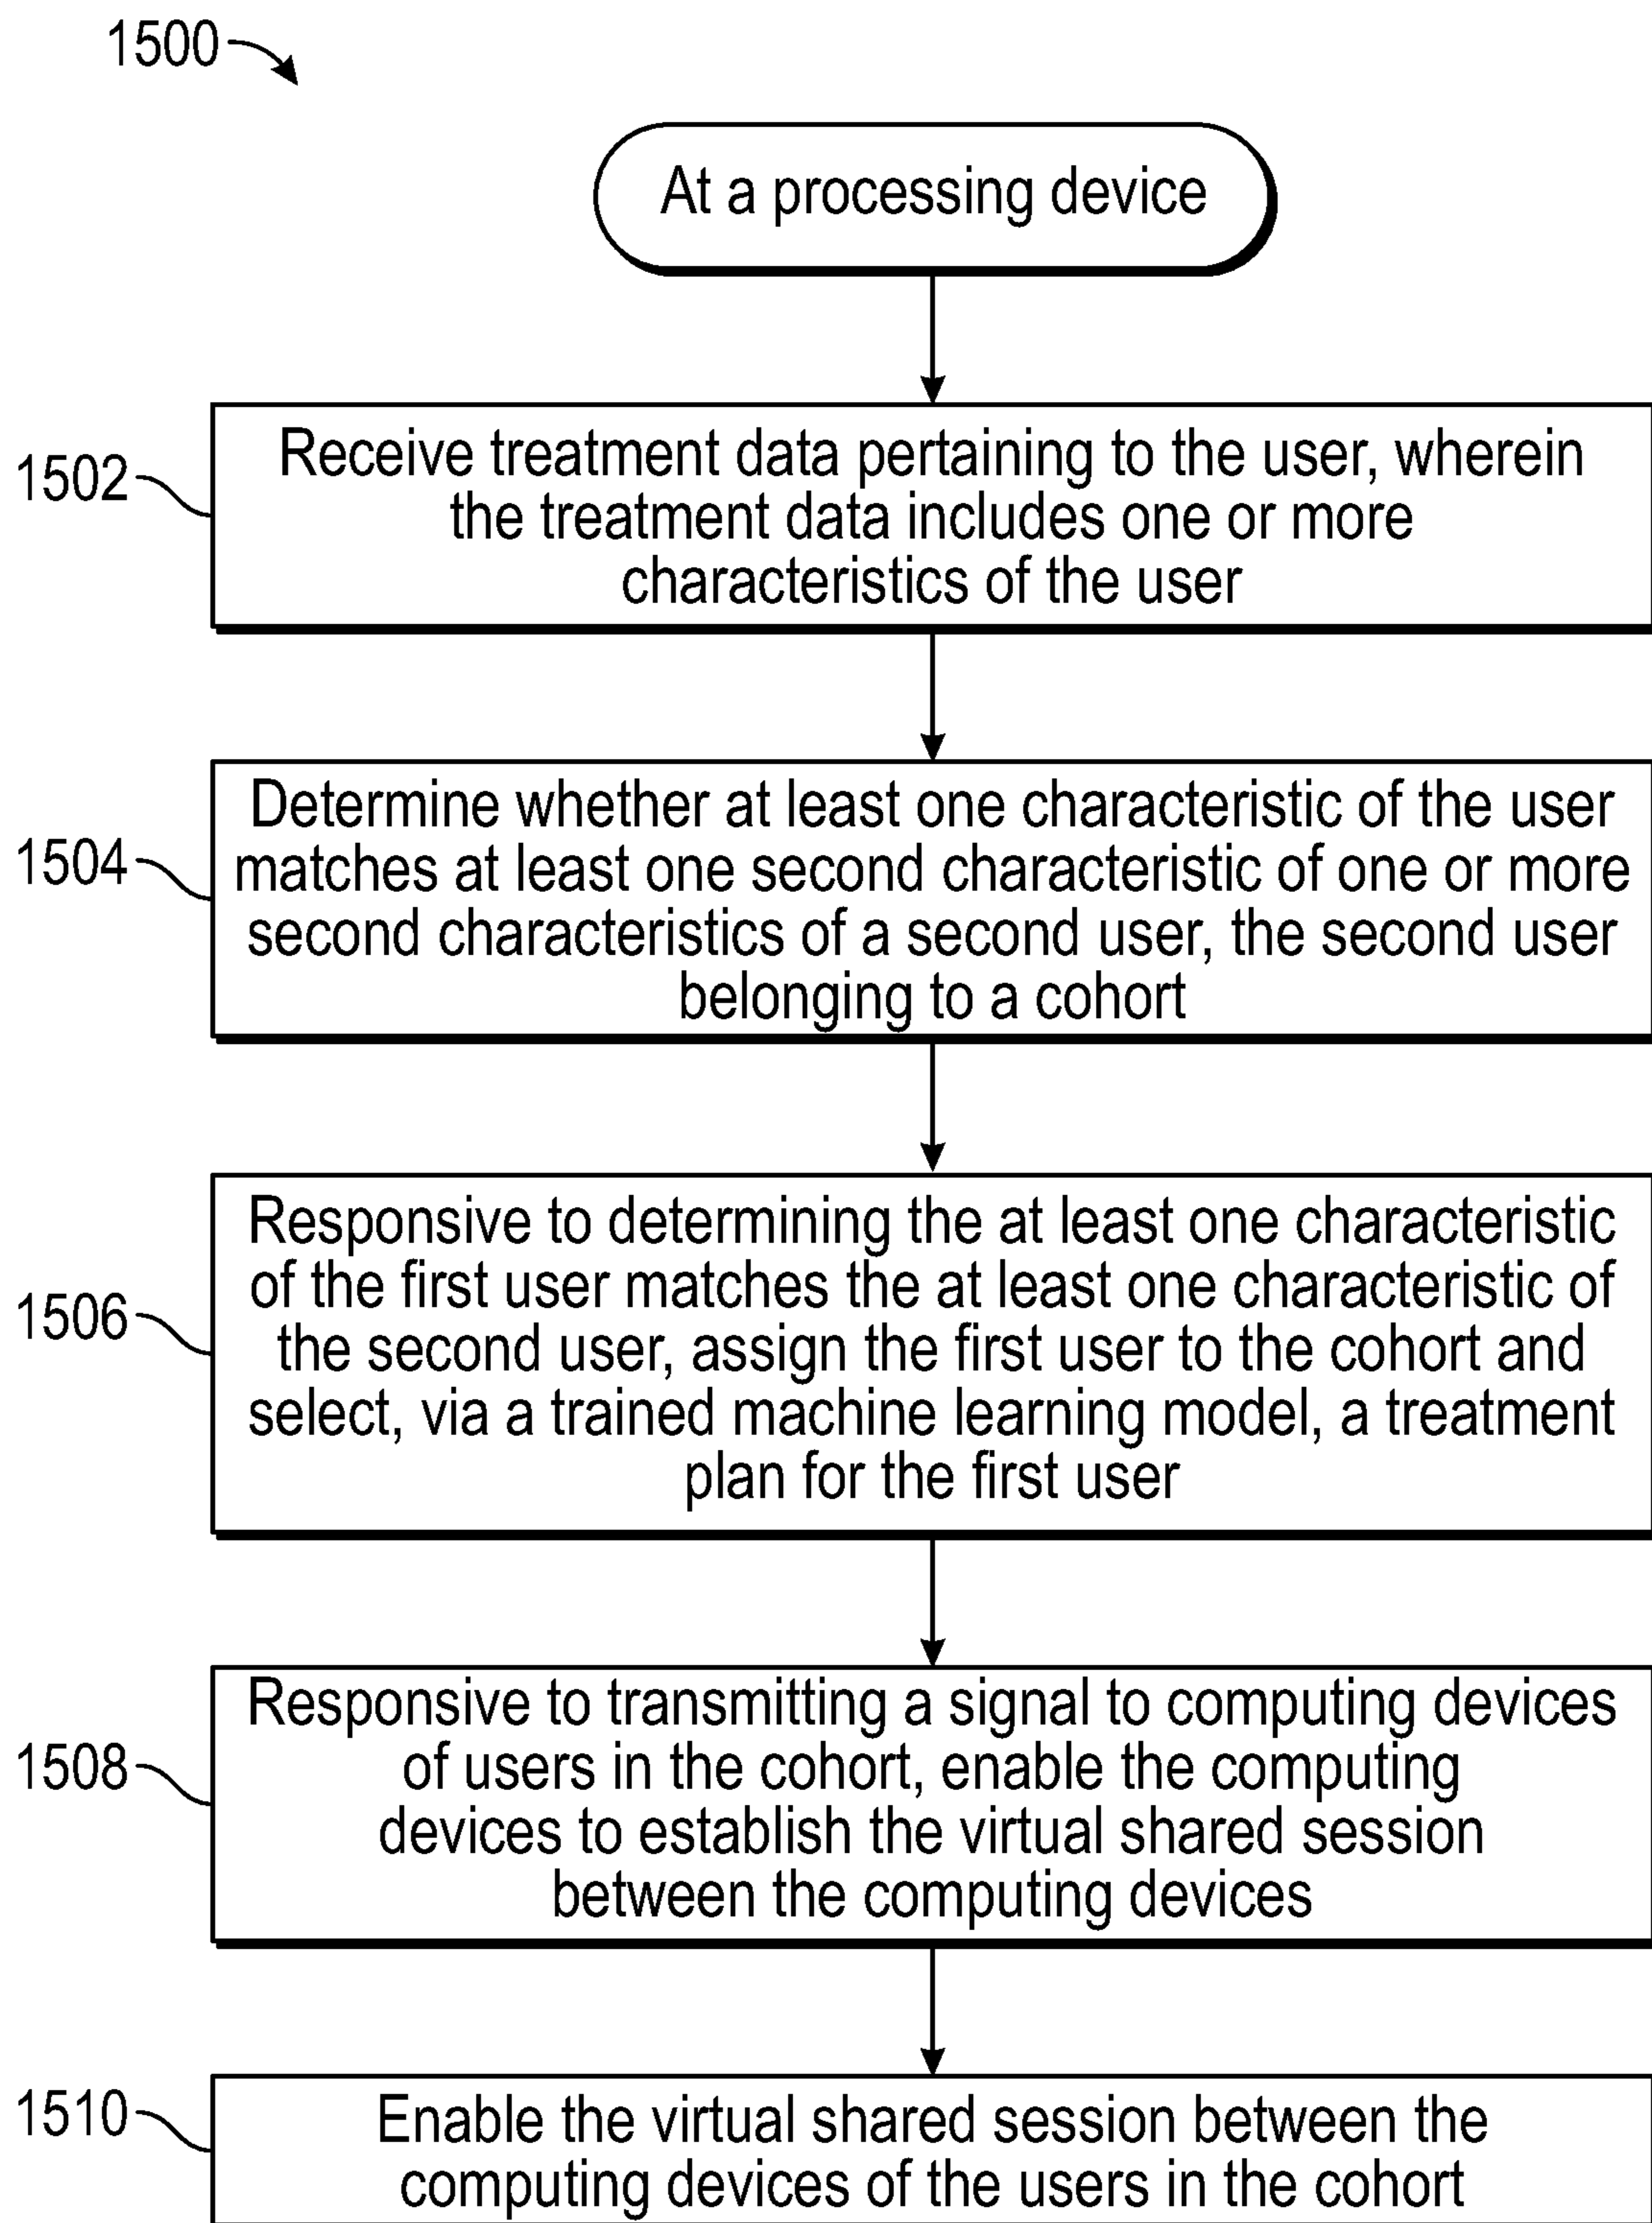 1500
At a processing device
1502
Receive treatment data pertaining to the user, wherein
the treatment data includes one or more
characteristics of the user
1504
Determine whether at least one characteristic of the user
matches at least one second characteristic of one or more
second characteristics of a second user, the second user
belonging to a cohort
1506
Responsive to determining the at least one characteristic
of the first user matches the at least one characteristic of
the second user, assign the first user to the cohort and
select, via a trained machine learning model, a treatment
plan for the first user
1508
Responsive to transmitting a signal to computing devices
of users in the cohort, enable the computing
devices to establish the virtual shared session
between the computing devices
1510
Enable the virtual shared session between the
computing devices of the users in the cohort